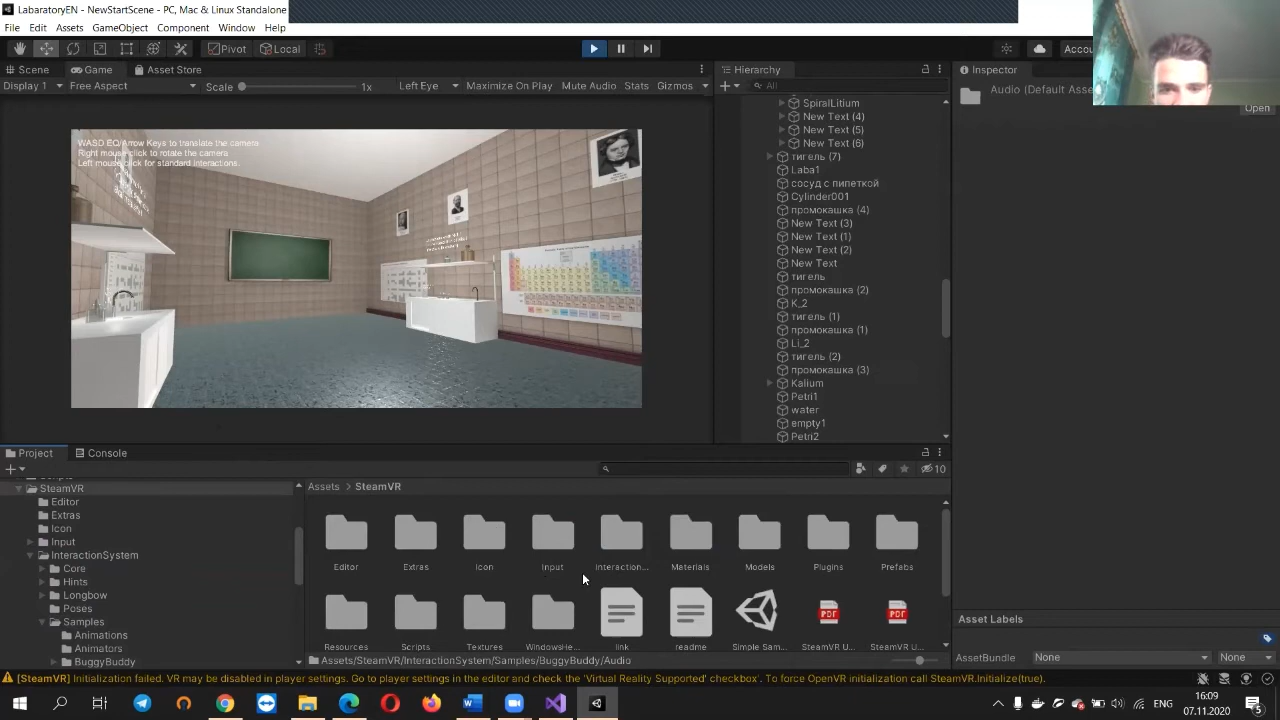 LabaratoryEN - NewStartScene - PC, Mac & Linux Standalone
File Edit Assets GameObject Component Window Help
Pivot Local
Scene Game Asset Store
Display 1 Free Aspect Scale 1x Left Eye Maximize On Play Mute Audio Stats Gizmos
WASD EQ/Arrow Keys to translate the camera
Right mouse click to rotate the camera
Left mouse click for standard interactions.
Hierarchy
All
SpiralLitium
New Text (4)
New Text (5)
New Text (6)
тигель (7)
Laba1
сосуд с пипеткой
Cylinder001
промокашка (4)
New Text (3)
New Text (1)
New Text (2)
New Text
тигель
промокашка (2)
K_2
тигель (1)
промокашка (1)
Li_2
тигель (2)
промокашка (3)
Kalium
Petri1
water
empty1
Petri2
Accou
Inspector
Audio (Default Asse
Open
Project Console
10
SteamVR
Editor
Extras
Icon
Input
InteractionSystem
Core
Hints
Longbow
Poses
Samples
Animations
Animators
BuggyBuddy
Assets > SteamVR
Editor Extras Icon Input Interaction... Materials Models Plugins Prefabs
Resources Scripts Textures WindowsHe... link readme Simple Sam... SteamVR U... SteamVR U...
PDF PDF
Assets/SteamVR/InteractionSystem/Samples/BuggyBuddy/Audio
Asset Labels
AssetBundle None None
[SteamVR] Initialization failed. VR may be disabled in player settings. Go to player settings in the editor and check the 'Virtual Reality Supported' checkbox'. To force OpenVR initialization call SteamVR.Initialize(true).
ENG
16:09
07.11.2020
5